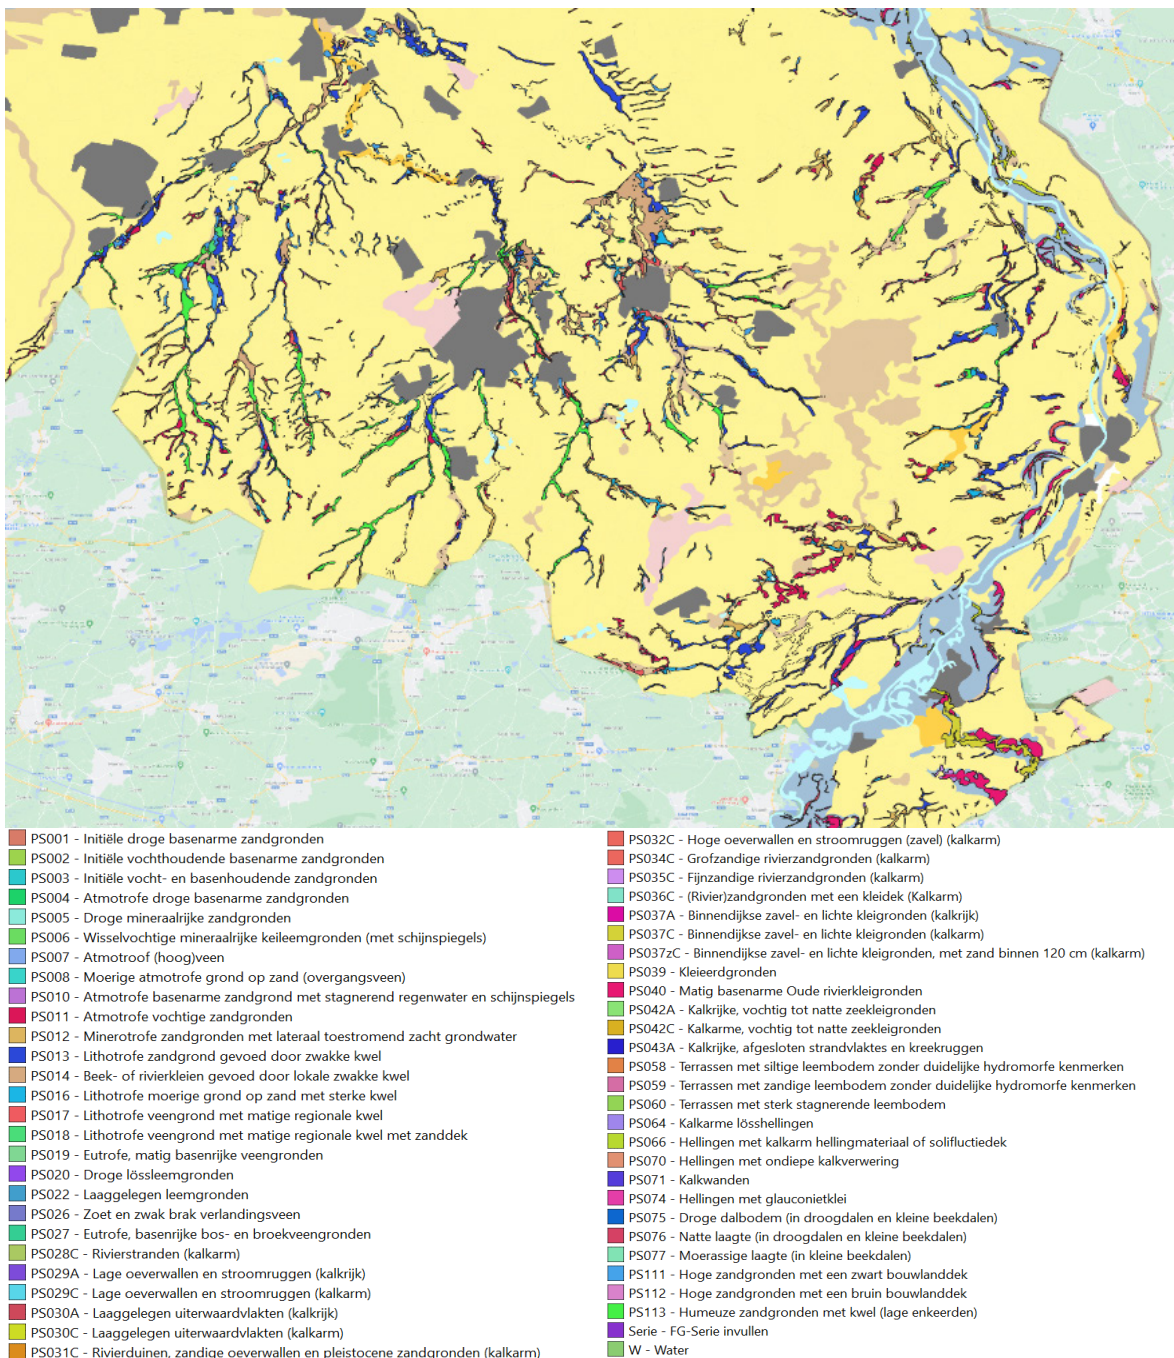 PS001 - Initiële droge basenarme zandgronden
PS002 - Initiële vochthoudende basenarme zandgronden
PS003 - Initiële vocht- en basenhoudende zandgronden
PS004 - Atmotrofe droge basenarme zandgronden
PS005 - Droge mineraalrijke zandgronden
PS006 - Wisselvochtige mineraalrijke keileemgronden (met schijnspiegels)
PS007 - Atmotroof (hoog)veen
PS008 - Moerige atmotrofe grond op zand (overgangsveen)
PS010 - Atmotrofe basenarme zandgrond met stagnerend regenwater en schijnspiegels
PS011 - Atmotrofe vochtige zandgronden
PS012 - Minerotrofe zandgronden met lateraal toestromend zacht grondwater
PS013 - Lithotrofe zandgrond gevoed door zwakke kwel
PS014 - Beek- of rivierkleien gevoed door lokale zwakke kwel
PS016 - Lithotrofe moerige grond op zand met sterke kwel
PS017 - Lithotrofe veengrond met matige regionale kwel
PS018 - Lithotrofe veengrond met matige regionale kwel met zanddek
PS019 - Eutrofe, matig basenrijke veengronden
PS020 - Droge lössleemgronden
PS022 - Laaggelegen leemgronden
PS026 - Zoet en zwak brak verlandingsveen
PS027 - Eutrofe, basenrijke bos- en broekveengronden
PS028C - Rivierstranden (kalkarm)
PS029A - Lage oeverwallen en stroomruggen (kalkrijk)
PS029C - Lage oeverwallen en stroomruggen (kalkarm)
PS030A - Laaggelegen uiterwaardvlakten (kalkrijk)
PS030C - Laaggelegen uiterwaardvlakten (kalkarm)
PS031C - Rivierduinen, zandige oeverwallen en pleistocene zandgronden (kalkarm)
PS032C - Hoge oeverwallen en stroomruggen (zavel) (kalkarm)
PS034C - Grofzandige rivierzandgronden (kalkarm)
PS035C - Fijnzandige rivierzandgronden (kalkarm)
PS036C - (Rivier)zandgronden met een kleidek (Kalkarm)
PS037A - Binnendijkse zavel- en lichte kleigronden (kalkrijk)
PS037C - Binnendijkse zavel- en lichte kleigronden (kalkarm)
PS037zC - Binnendijkse zavel- en lichte kleigronden, met zand binnen 120 cm (kalkarm)
PS039 - Kleieerdgronden
PS040 - Matig basenarme Oude rivierkleigronden
PS042A - Kalkrijke, vochtig tot natte zeekleigronden
PS042C - Kalkarme, vochtig tot natte zeekleigronden
PS043A - Kalkrijke, afgesloten strandvlaktes en kreekruggen
PS058 - Terrassen met siltige leembodem zonder duidelijke hydromorfe kenmerken
PS059 - Terrassen met zandige leembodem zonder duidelijke hydromorfe kenmerken
PS060 - Terrassen met sterk stagnerende leembodem
PS064 - Kalkarme lösshellingen
PS066 - Hellingen met kalkarm hellingmateriaal of solifluctiedek
PS070 - Hellingen met ondiepe kalkverwering
PS071 - Kalkwanden
PS074 - Hellingen met glauconietklei
PS075 - Droge dalbodem (in droogdalen en kleine beekdalen)
PS076 - Natte laagte (in droogdalen en kleine beekdalen)
PS077 - Moerassige laagte (in kleine beekdalen)
PS111 - Hoge zandgronden met een zwart bouwlanddek
PS112 - Hoge zandgronden met een bruin bouwlanddek
PS113 - Humeuze zandgronden met kwel (lage enkeerden)
Serie - FG-Serie invullen
W - Water